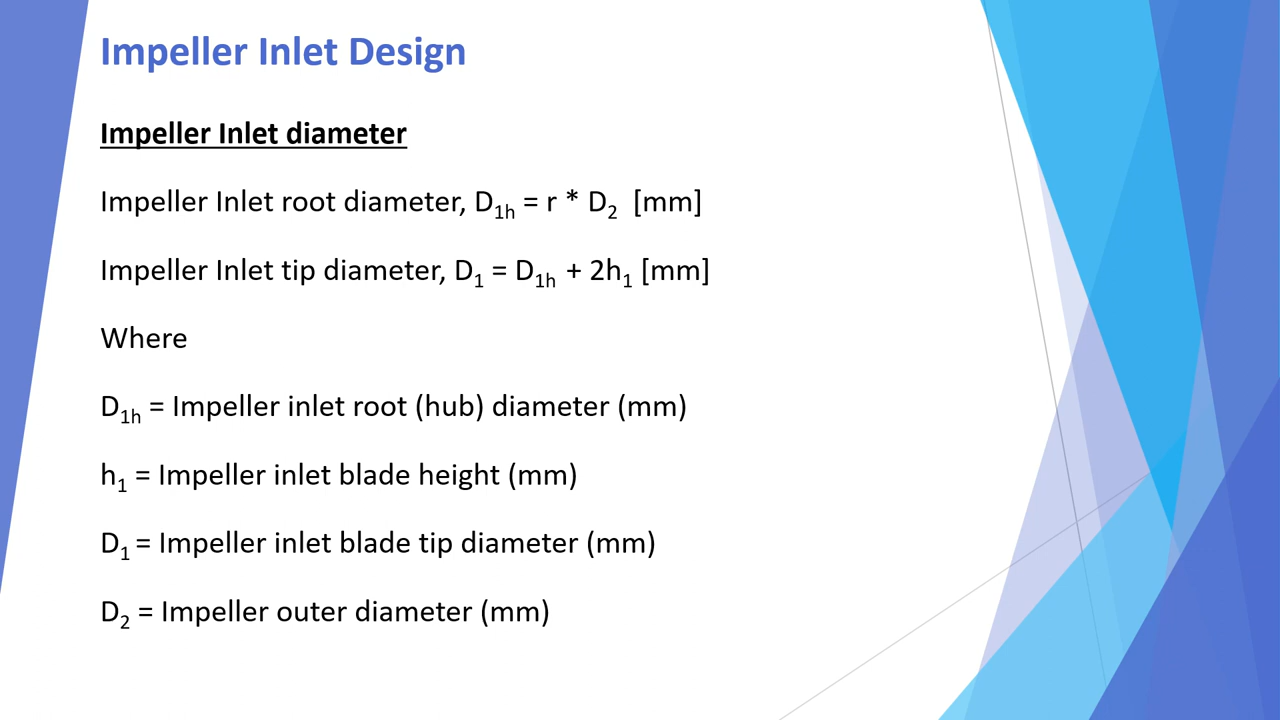 Impeller Inlet Design
Impeller Inlet diameter
Impeller Inlet root diameter, D₁ₕ = r * D₂ [mm]
Impeller Inlet tip diameter, D₁ = D₁ₕ + 2h₁ [mm]
Where
D₁ₕ = Impeller inlet root (hub) diameter (mm)
h₁ = Impeller inlet blade height (mm)
D₁ = Impeller inlet blade tip diameter (mm)
D₂ = Impeller outer diameter (mm)